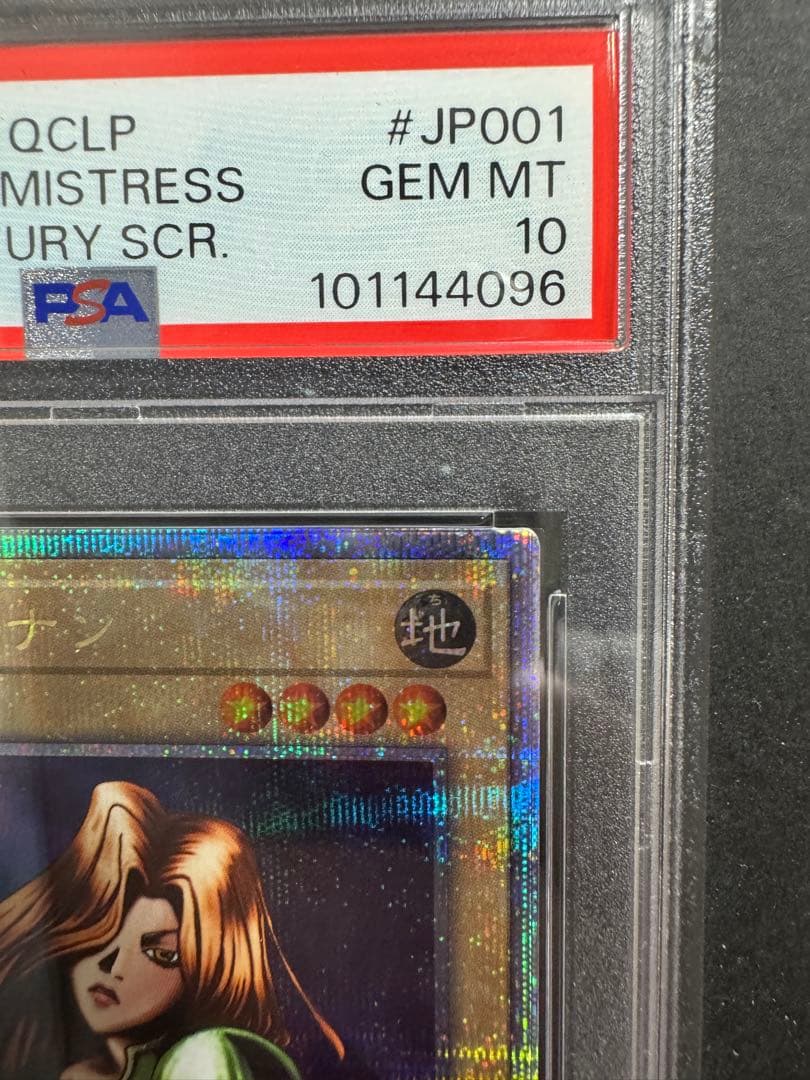 QCLP #JP001
MISTRESS GEM MT
URY SCR. 10
PSA 101144096
ナン
地